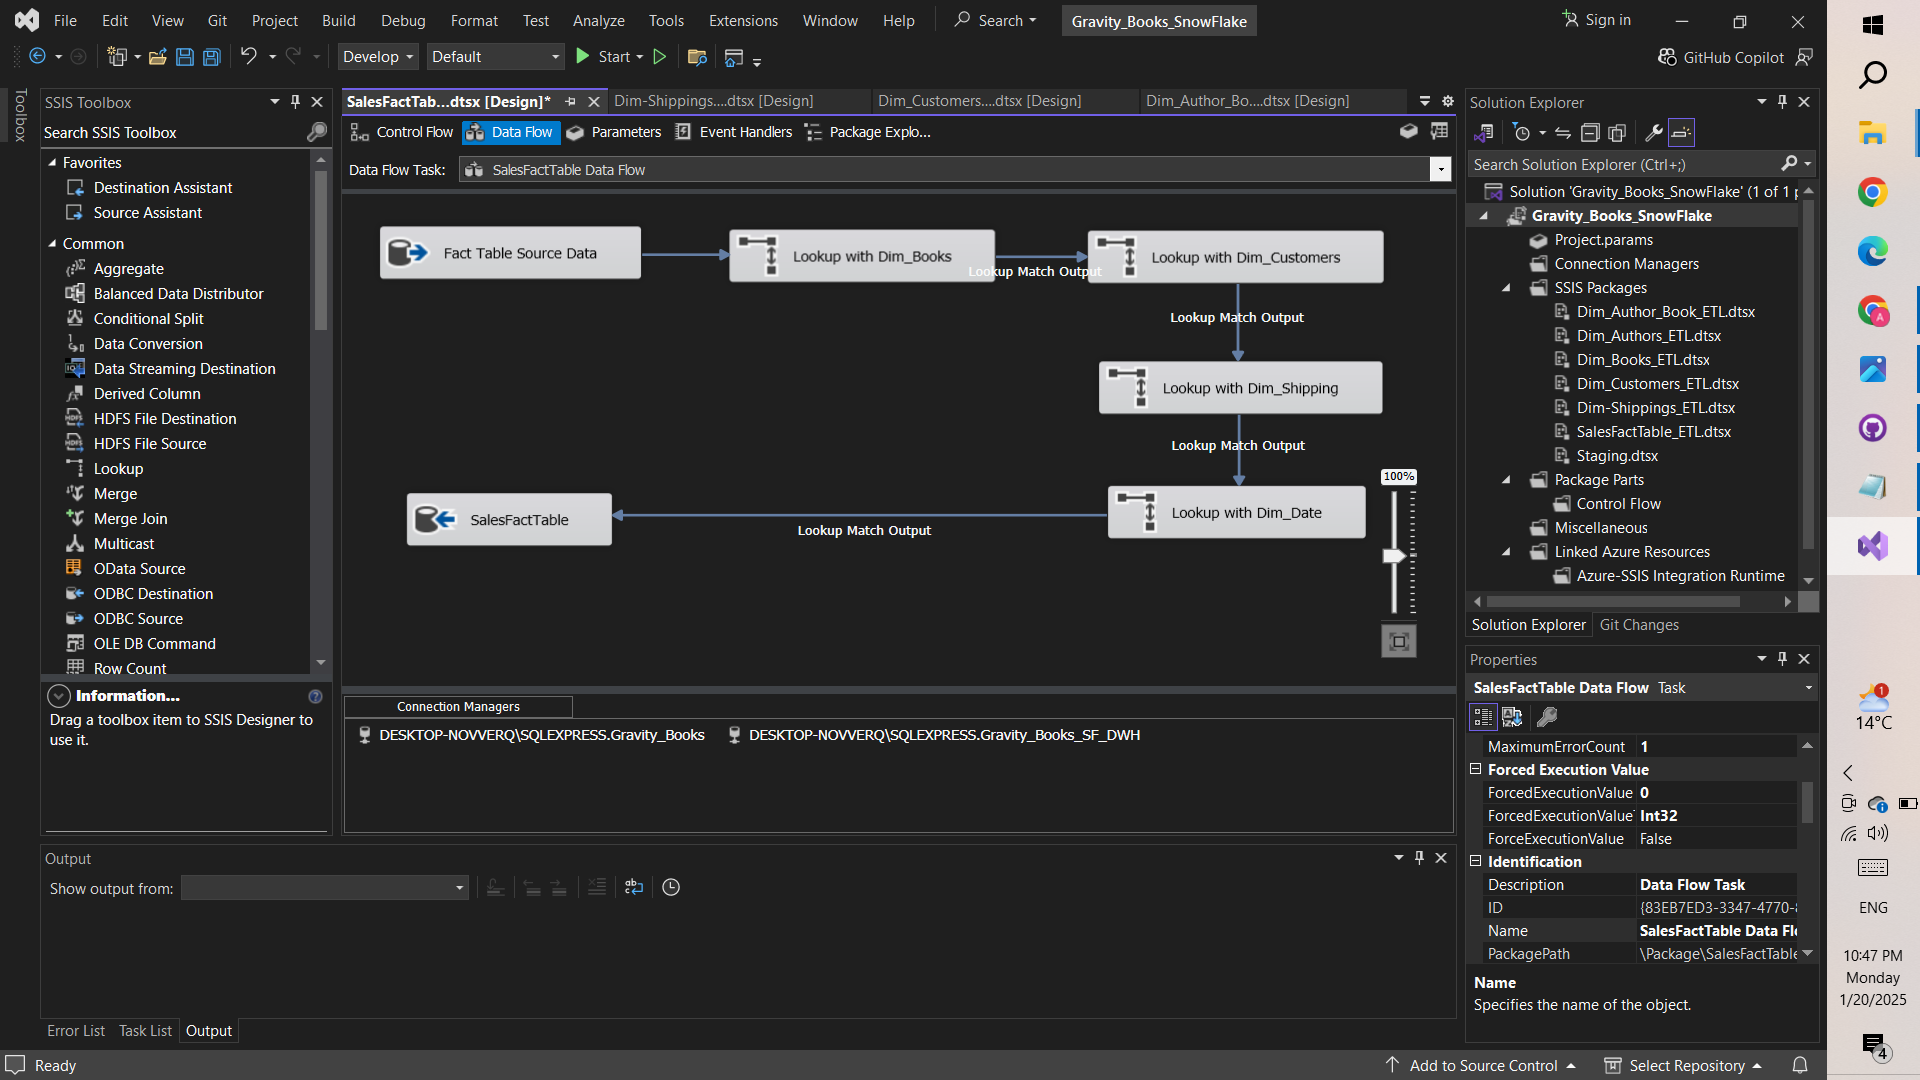 File Edit View Git Project Build Debug Format Test Analyze Tools Extensions Window Help Search Gravity_Books_SnowFlake Sign in
Develop Default Start GitHub Copilot
Toolbox
SSIS Toolbox
Search SSIS Toolbox
Favorites
Destination Assistant
Source Assistant
Common
Aggregate
Balanced Data Distributor
Conditional Split
Data Conversion
Data Streaming Destination
Derived Column
HDFS File Destination
HDFS File Source
Lookup
Merge
Merge Join
Multicast
OData Source
ODBC Destination
ODBC Source
OLE DB Command
Row Count
Information...
Drag a toolbox item to SSIS Designer to
use it.
SalesFactTab...dtsx [Design]* Dim-Shippings....dtsx [Design] Dim_Customers....dtsx [Design] Dim_Author_Bo....dtsx [Design]
Control Flow Data Flow Parameters Event Handlers Package Explo...
Data Flow Task: SalesFactTable Data Flow
Fact Table Source Data
Lookup with Dim_Books
Lookup Match Output
Lookup with Dim_Customers
Lookup Match Output
Lookup with Dim_Shipping
Lookup Match Output
Lookup with Dim_Date
Lookup Match Output
SalesFactTable
100%
Connection Managers
DESKTOP-NOVVERQ\SQLEXPRESS.Gravity_Books DESKTOP-NOVVERQ\SQLEXPRESS.Gravity_Books_SF_DWH
Output
Show output from:
Error List Task List Output
Solution Explorer
Search Solution Explorer (Ctrl+;)
Solution 'Gravity_Books_SnowFlake' (1 of 1 p
Gravity_Books_SnowFlake
Project.params
Connection Managers
SSIS Packages
Dim_Author_Book_ETL.dtsx
Dim_Authors_ETL.dtsx
Dim_Books_ETL.dtsx
Dim_Customers_ETL.dtsx
Dim-Shippings_ETL.dtsx
SalesFactTable_ETL.dtsx
Staging.dtsx
Package Parts
Control Flow
Miscellaneous
Linked Azure Resources
Azure-SSIS Integration Runtime
Solution Explorer Git Changes
Properties
SalesFactTable Data Flow Task
MaximumErrorCount 1
Forced Execution Value
ForcedExecutionValue 0
ForcedExecutionValue Int32
ForceExecutionValue False
Identification
Description Data Flow Task
ID {83EB7ED3-3347-4770-
Name SalesFactTable Data Flo
PackagePath \Package\SalesFactTable
Name
Specifies the name of the object.
Ready Add to Source Control Select Repository
A
1
14°C
ENG
10:47 PM
Monday
1/20/2025
4